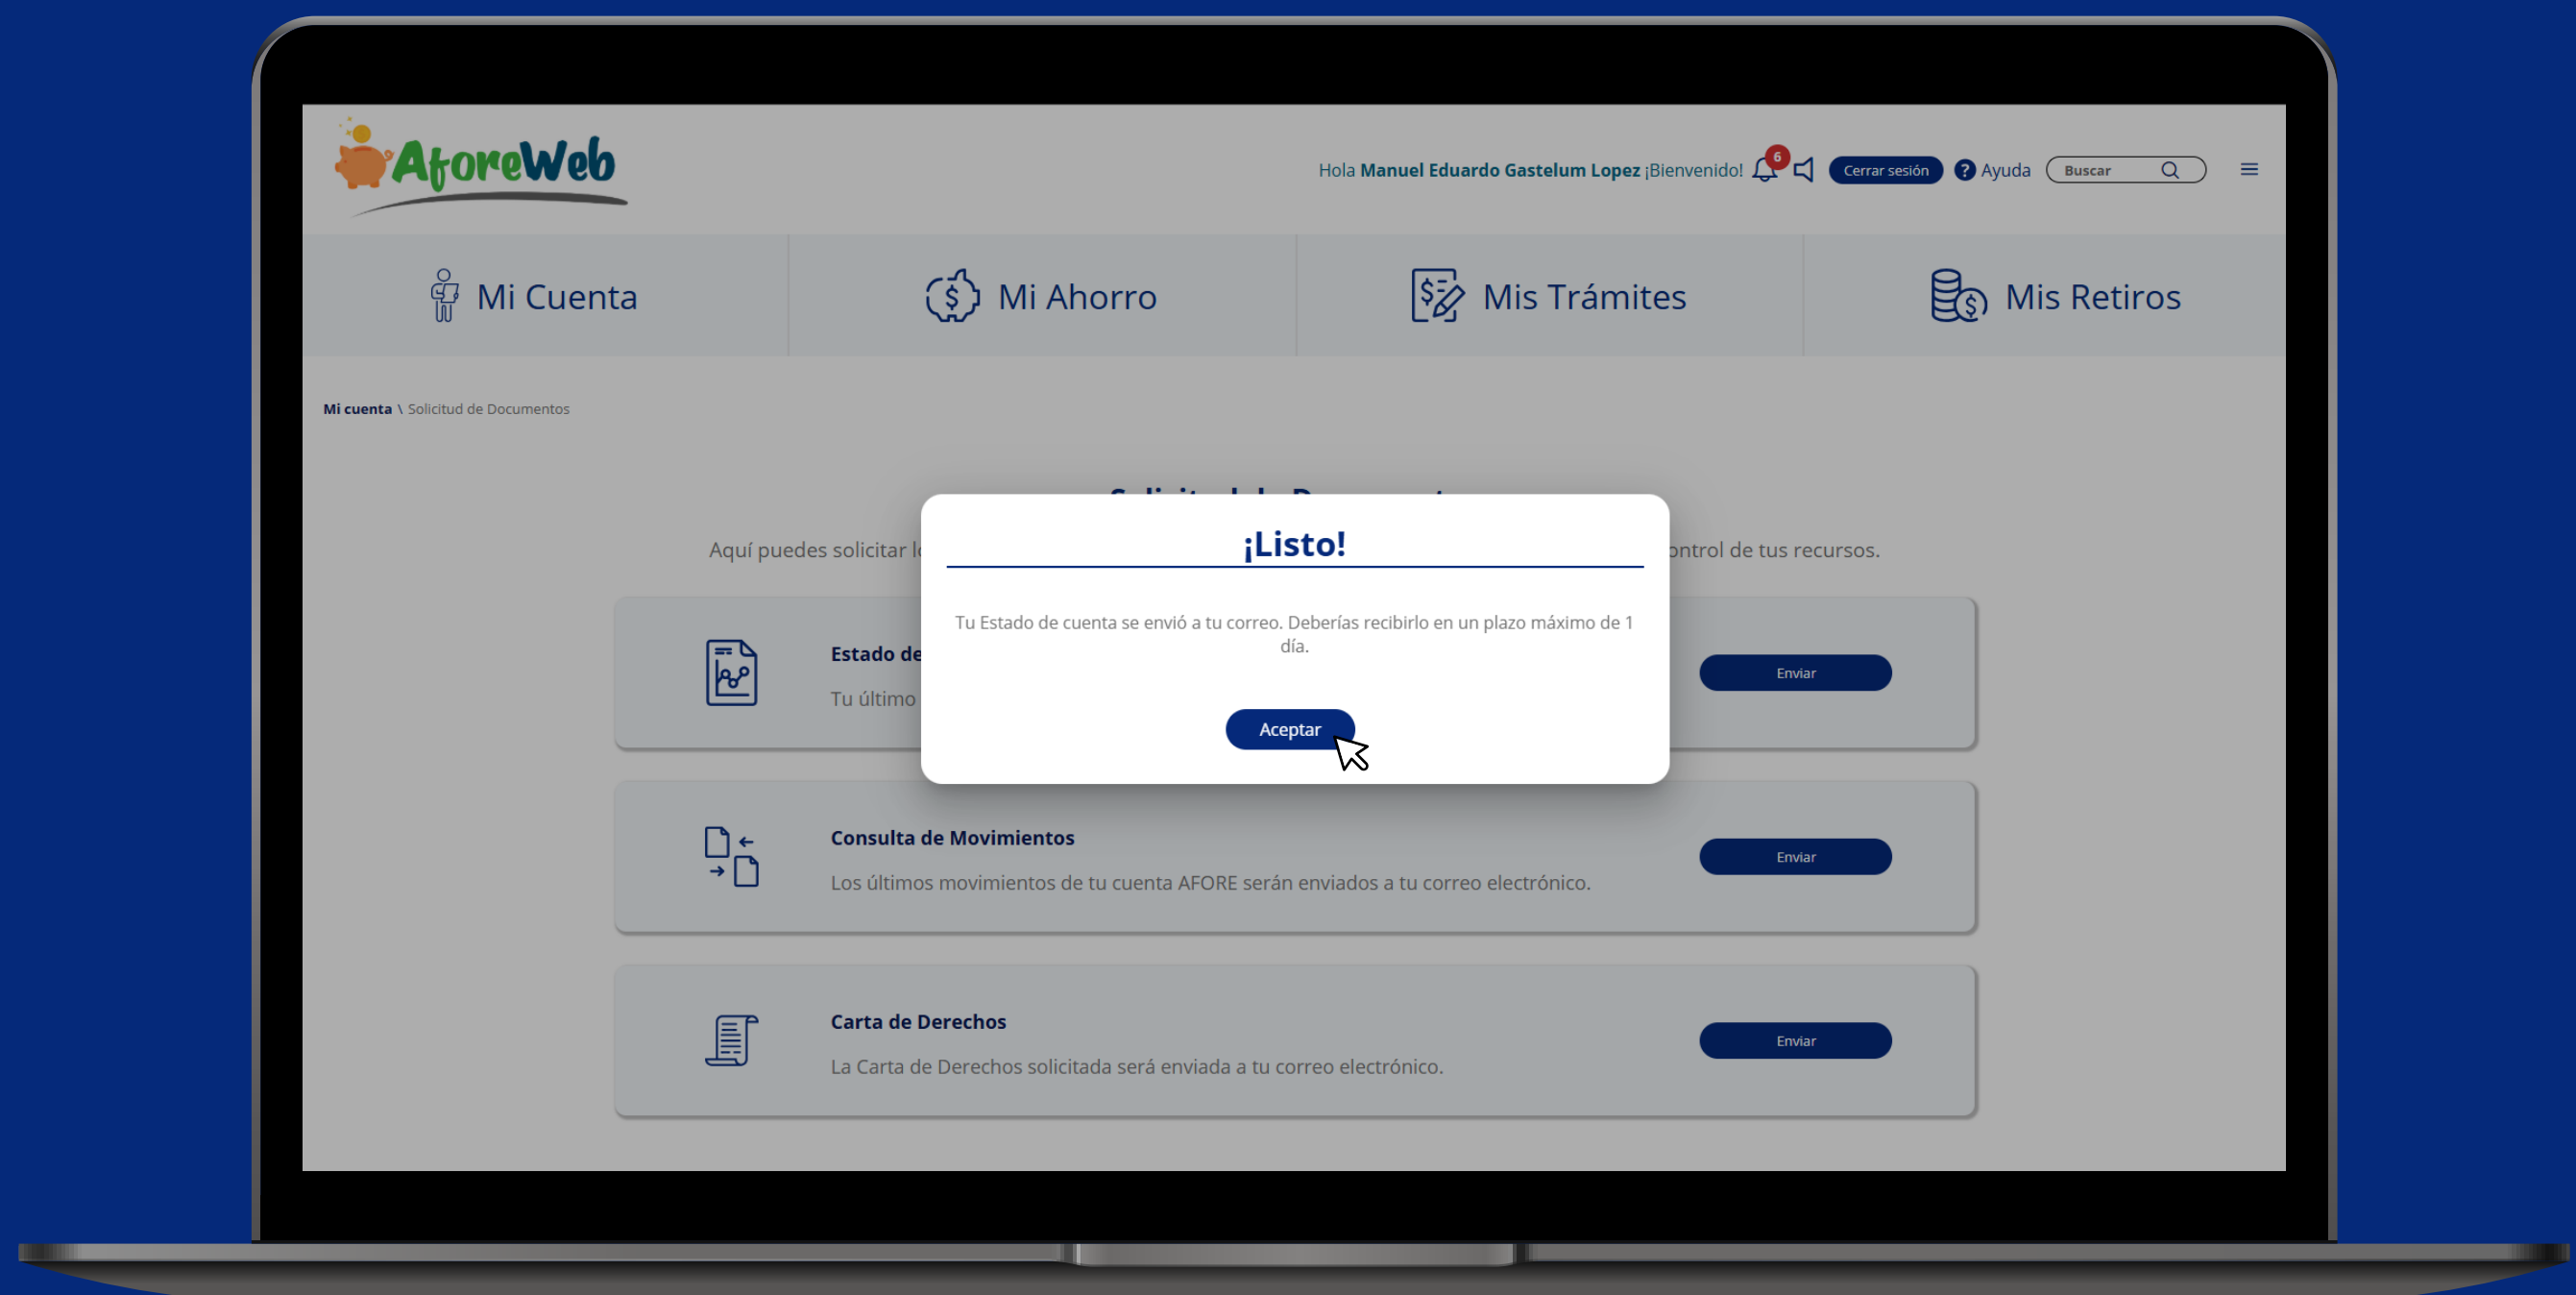 AforeWeb
Hola Manuel Eduardo Gastelum Lopez ¡Bienvenido!
6
Cerrar sesión
? Ayuda
Buscar
Mi Cuenta
Mi Ahorro
Mis Trámites
Mis Retiros
Mi cuenta \ Solicitud de Documentos
Aquí puedes solicitar
de tus recursos.
¡Listo!
Tu Estado de cuenta se envió a tu correo. Deberías recibirlo en un plazo máximo de 1
día.
Aceptar
Estado de
Tu último
Enviar
Consulta de Movimientos
Los últimos movimientos de tu cuenta AFORE serán enviados a tu correo electrónico.
Enviar
Carta de Derechos
La Carta de Derechos solicitada será enviada a tu correo electrónico.
Enviar